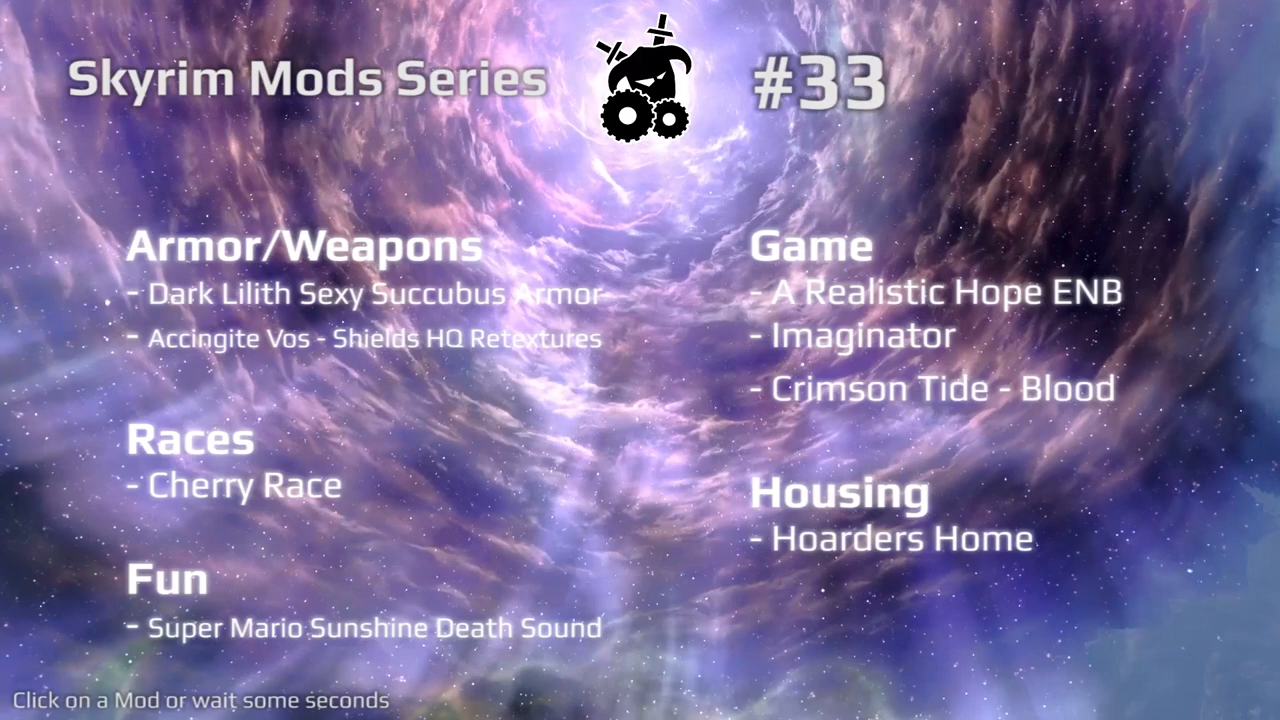 Skyrim Mods Series
#33
Armor/Weapons
- Dark Lilith Sexy Succubus Armor
- Accingite Vos - Shields HQ Retextures
Races
- Cherry Race
Fun
- Super Mario Sunshine Death Sound
Game
- A Realistic Hope ENB
- Imaginator
- Crimson Tide - Blood
Housing
- Hoarders Home
Click on a Mod or wait some seconds